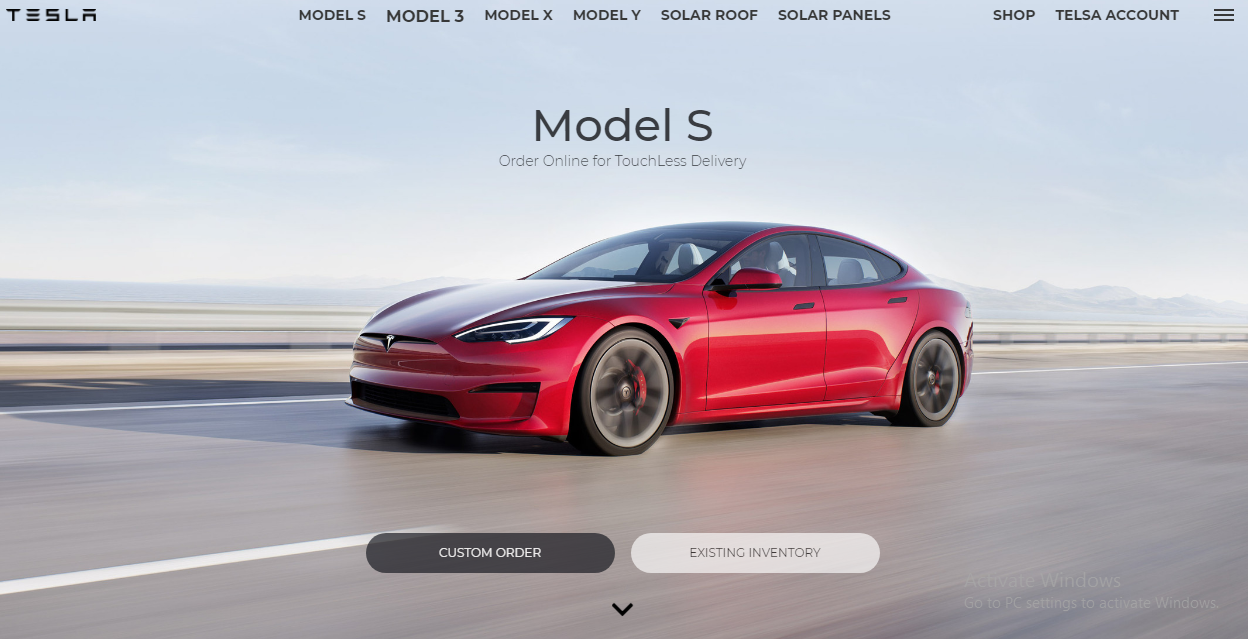 TESLA
MODEL S MODEL 3 MODEL X MODEL Y SOLAR ROOF SOLAR PANELS SHOP TELSA ACCOUNT
Model S
Order Online for TouchLess Delivery
CUSTOM ORDER EXISTING INVENTORY
Activate Windows
Go to PC settings to activate Windows.